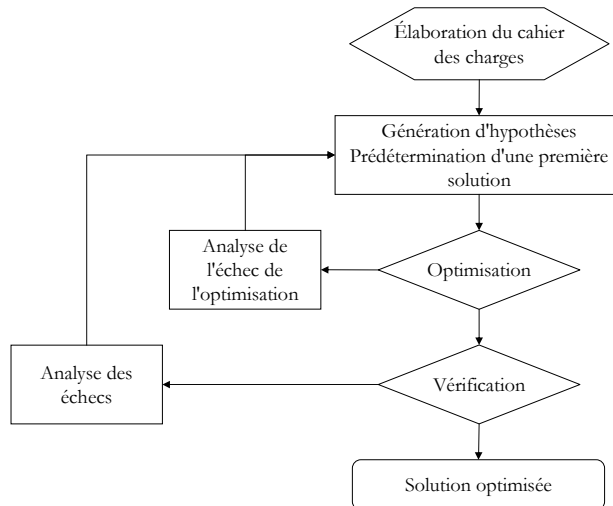 Élaboration du cahier
des charges
Génération d'hypothèses
Prédétermination d'une première
solution
Analyse de
l'échec de
l'optimisation
Optimisation
Analyse des
échecs
Vérification
Solution optimisée